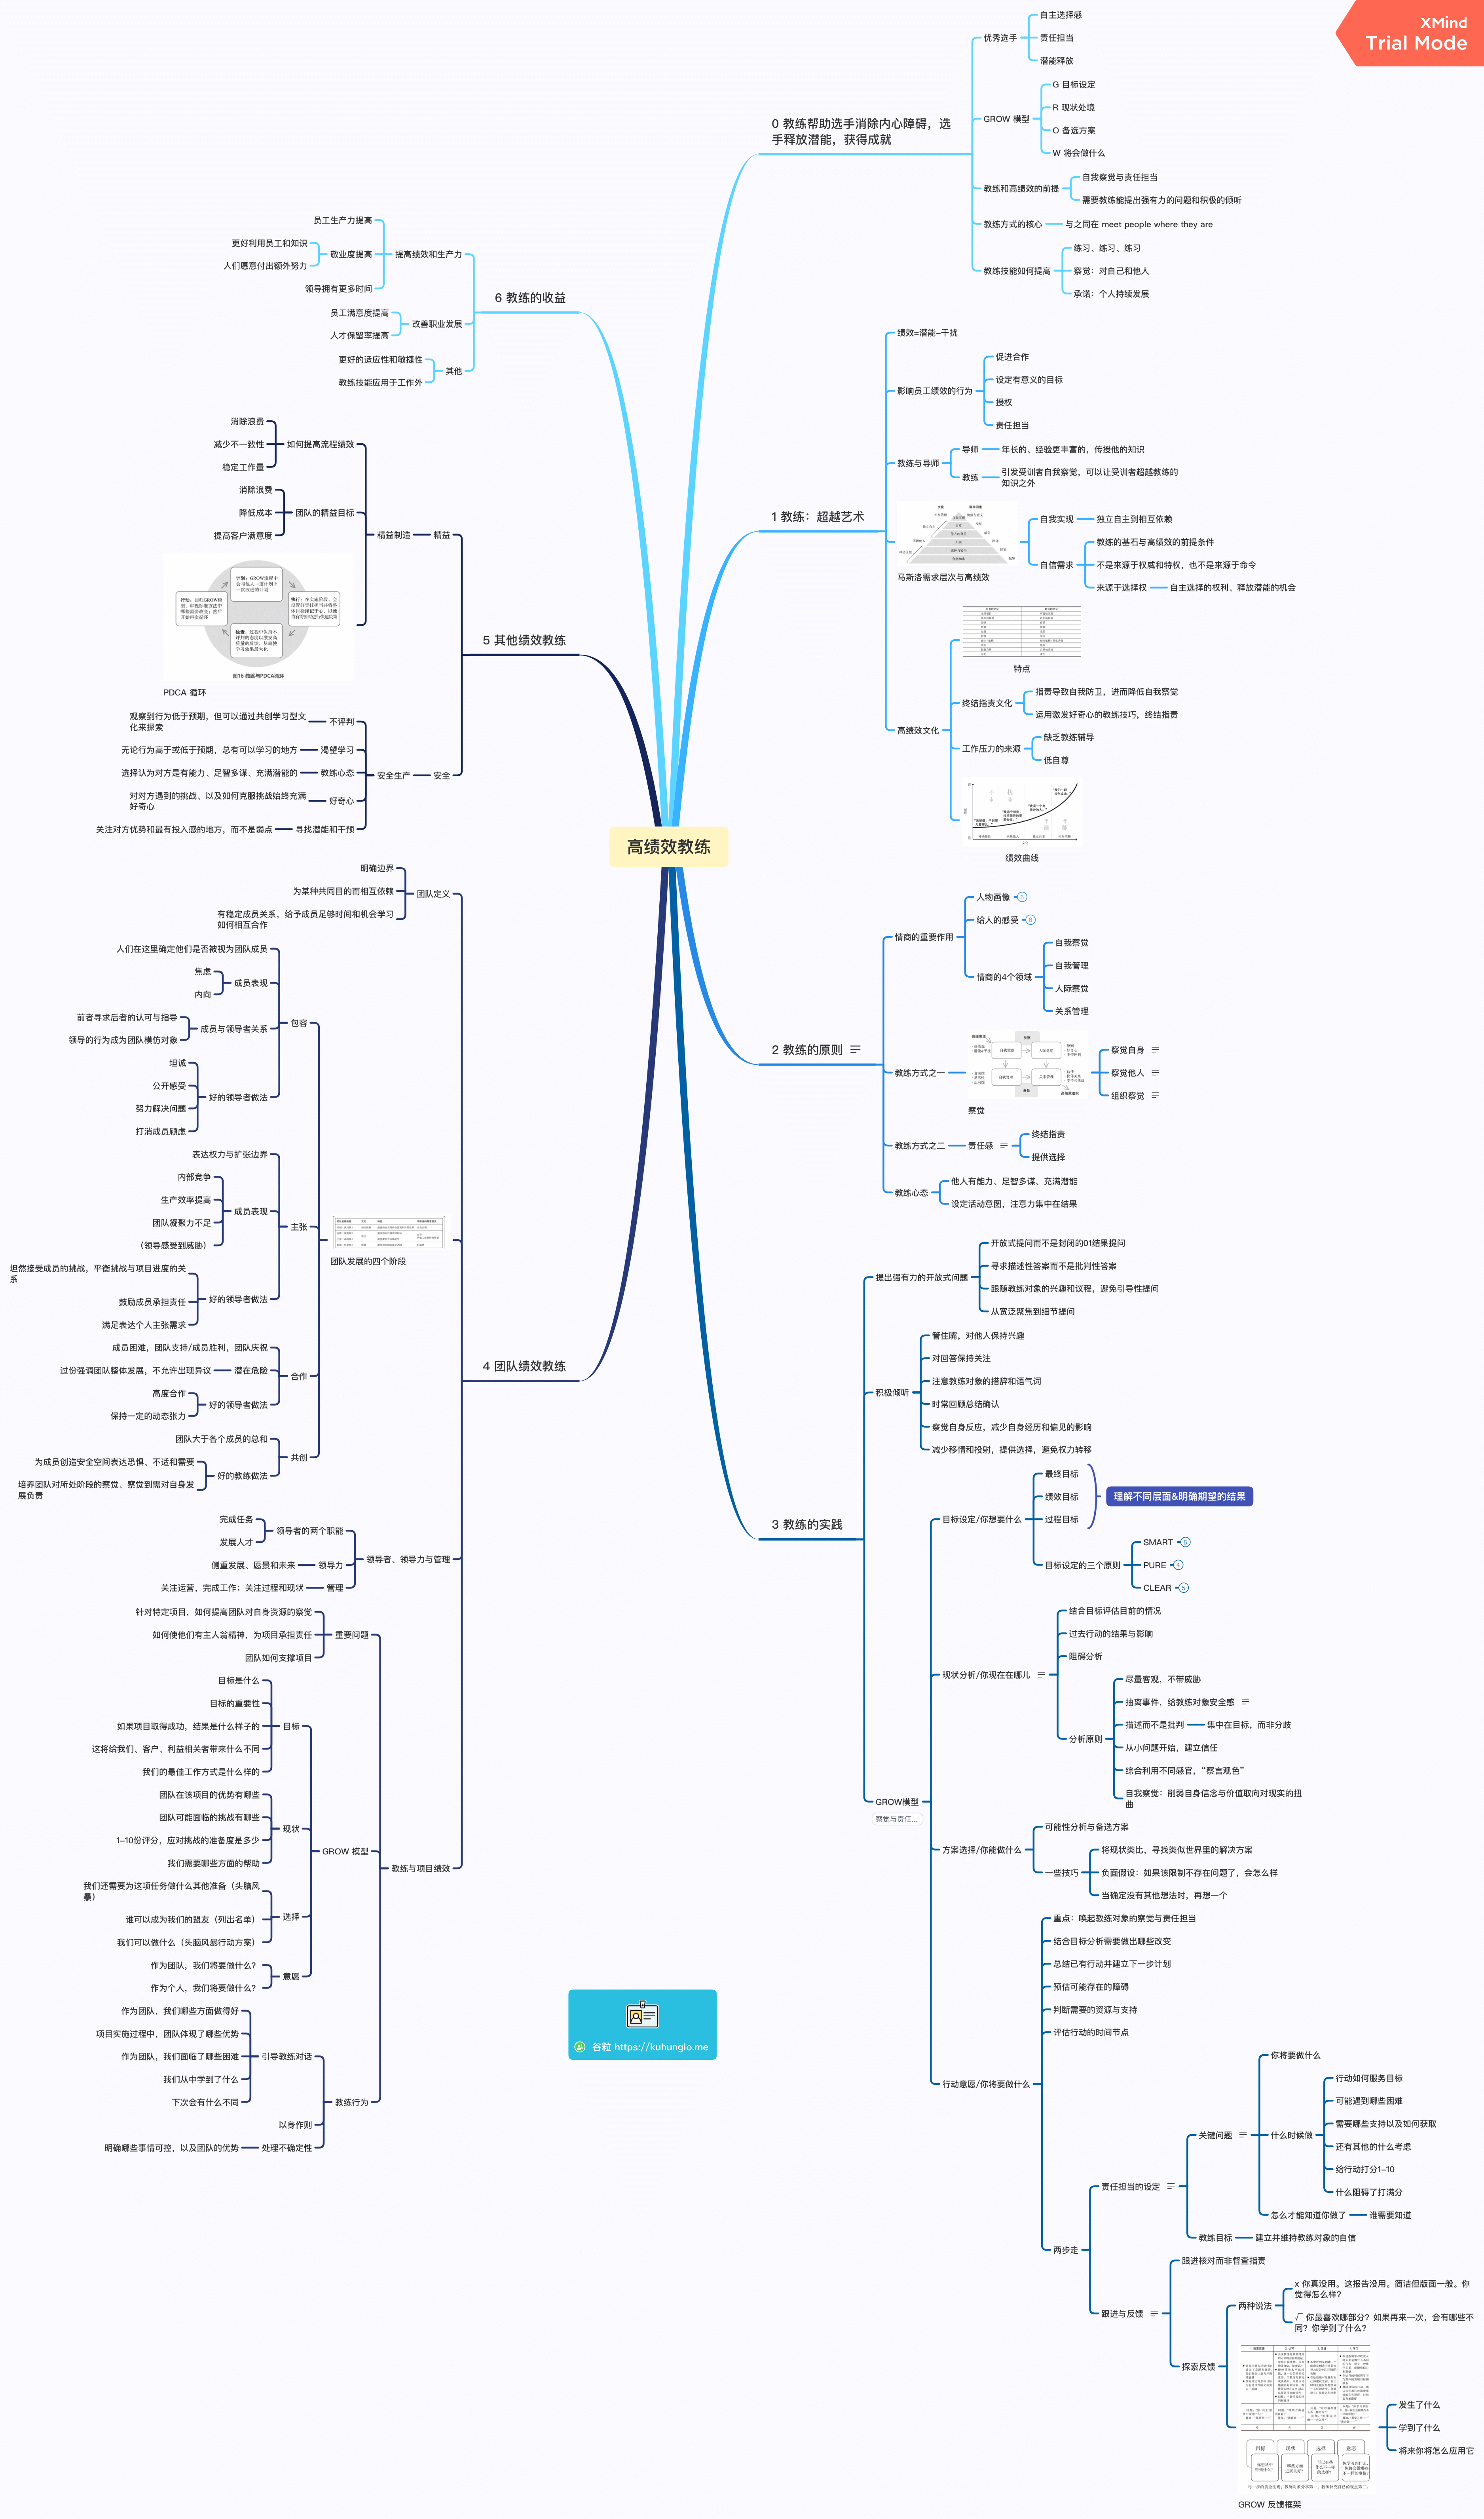 XMind
Trial Mode
高绩效教练
0 教练帮助选手消除内心障碍，选
手释放潜能，获得成就
优秀选手
自主选择感
责任担当
潜能释放
GROW 模型
G 目标设定
R 现状处境
O 备选方案
W 将会做什么
教练和高绩效的前提
自我察觉与责任担当
需要教练能提出强有力的问题和积极的倾听
教练方式的核心
与之同在 meet people where they are
教练技能如何提高
练习、练习、练习
察觉：对自己和他人
承诺：个人持续发展
1 教练：超越艺术
绩效=潜能-干扰
影响员工绩效的行为
促进合作
设定有意义的目标
授权
责任担当
教练与导师
导师
年长的、经验更丰富的，传授他的知识
教练
引发受训者自我察觉，可以让受训者超越教练的
知识之外
马斯洛需求层次与高绩效
自我实现
独立自主到相互依赖
自信需求
教练的基石与高绩效的前提条件
不是来源于权威和特权，也不是来源于命令
来源于选择权
自主选择的权利、释放潜能的机会
高绩效文化
特点
终结指责文化
指责导致自我防卫，进而降低自我察觉
运用激发好奇心的教练技巧，终结指责
工作压力的来源
缺乏教练辅导
低自尊
绩效曲线
2 教练的原则
情商的重要作用
人物画像
6
给人的感受
6
情商的4个领域
自我察觉
自我管理
人际察觉
关系管理
教练方式之一
察觉
察觉自身
察觉他人
组织察觉
教练方式之二
责任感
终结指责
提供选择
教练心态
他人有能力、足智多谋、充满潜能
设定活动意图，注意力集中在结果
3 教练的实践
提出强有力的开放式问题
开放式提问而不是封闭的01结果提问
寻求描述性答案而不是批判性答案
跟随教练对象的兴趣和议程，避免引导性提问
从宽泛聚焦到细节提问
积极倾听
管住嘴，对他人保持兴趣
对回答保持关注
注意教练对象的措辞和语气词
时常回顾总结确认
察觉自身反应，减少自身经历和偏见的影响
减少移情和投射，提供选择，避免权力转移
GROW模型
察觉与责任...
目标设定/你想要什么
最终目标
绩效目标
过程目标
理解不同层面&明确期望的结果
目标设定的三个原则
SMART
5
PURE
4
CLEAR
5
现状分析/你现在在哪儿
结合目标评估目前的情况
过去行动的结果与影响
阻碍分析
分析原则
尽量客观，不带威胁
抽离事件，给教练对象安全感
描述而不是批判
集中在目标，而非分歧
从小问题开始，建立信任
综合利用不同感官，“察言观色”
自我察觉：削弱自身信念与价值取向对现实的扭
曲
方案选择/你能做什么
可能性分析与备选方案
一些技巧
将现状类比，寻找类似世界里的解决方案
负面假设：如果该限制不存在问题了，会怎么样
当确定没有其他想法时，再想一个
行动意愿/你将要做什么
重点：唤起教练对象的察觉与责任担当
结合目标分析需要做出哪些改变
总结已有行动并建立下一步计划
预估可能存在的障碍
判断需要的资源与支持
评估行动的时间节点
两步走
责任担当的设定
关键问题
你将要做什么
什么时候做
行动如何服务目标
可能遇到哪些困难
需要哪些支持以及如何获取
还有其他的什么考虑
给行动打分1-10
什么阻碍了打满分
怎么才能知道你做了
谁需要知道
教练目标
建立并维持教练对象的自信
跟进与反馈
跟进核对而非督查指责
探索反馈
两种说法
x 你真没用。这报告没用。简洁但版面一般。你
觉得怎么样？
√ 你最喜欢哪部分？如果再来一次，会有哪些不
同？你学到了什么？
GROW 反馈框架
发生了什么
学到了什么
将来你将怎么应用它
4 团队绩效教练
团队定义
明确边界
为某种共同目的而相互依赖
有稳定成员关系，给予成员足够时间和机会学习
如何相互合作
团队发展的四个阶段
包容
人们在这里确定他们是否被视为团队成员
成员表现
焦虑
内向
成员与领导者关系
前者寻求后者的认可与指导
领导的行为成为团队模仿对象
好的领导者做法
坦诚
公开感受
努力解决问题
打消成员顾虑
主张
表达权力与扩张边界
成员表现
内部竞争
生产效率提高
团队凝聚力不足
（领导感受到威胁）
好的领导者做法
坦然接受成员的挑战，平衡挑战与项目进度的关
系
鼓励成员承担责任
满足表达个人主张需求
合作
成员困难，团队支持/成员胜利，团队庆祝
潜在危险
过份强调团队整体发展，不允许出现异议
好的领导者做法
高度合作
保持一定的动态张力
共创
团队大于各个成员的总和
好的教练做法
为成员创造安全空间表达恐惧、不适和需要
培养团队对所处阶段的察觉、察觉到需对自身发
展负责
领导者、领导力与管理
领导者的两个职能
完成任务
发展人才
领导力
侧重发展、愿景和未来
管理
关注运营，完成工作；关注过程和现状
教练与项目绩效
重要问题
针对特定项目，如何提高团队对自身资源的察觉
如何使他们有主人翁精神，为项目承担责任
团队如何支撑项目
GROW 模型
目标
目标是什么
目标的重要性
如果项目取得成功，结果是什么样子的
这将给我们、客户、利益相关者带来什么不同
我们的最佳工作方式是什么样的
现状
团队在该项目的优势有哪些
团队可能面临的挑战有哪些
1-10份评分，应对挑战的准备度是多少
我们需要哪些方面的帮助
选择
我们还需要为这项任务做什么其他准备（头脑风
暴）
谁可以成为我们的盟友（列出名单）
我们可以做什么（头脑风暴行动方案）
意愿
作为团队，我们将要做什么？
作为个人，我们将要做什么？
教练行为
引导教练对话
作为团队，我们哪些方面做得好
项目实施过程中，团队体现了哪些优势
作为团队，我们面临了哪些困难
我们从中学到了什么
下次会有什么不同
以身作则
处理不确定性
明确哪些事情可控，以及团队的优势
5 其他绩效教练
精益
精益制造
如何提高流程绩效
消除浪费
减少不一致性
稳定工作量
团队的精益目标
消除浪费
降低成本
提高客户满意度
图16 教练与PDCA循环
PDCA 循环
安全
安全生产
不评判
观察到行为低于预期，但可以通过共创学习型文
化来探索
渴望学习
无论行为高于或低于预期，总有可以学习的地方
教练心态
选择认为对方是有能力、足智多谋、充满潜能的
好奇心
对对方遇到的挑战、以及如何克服挑战始终充满
好奇心
寻找潜能和干预
关注对方优势和最有投入感的地方，而不是弱点
6 教练的收益
提高绩效和生产力
员工生产力提高
敬业度提高
更好利用员工和知识
人们愿意付出额外努力
领导拥有更多时间
改善职业发展
员工满意度提高
人才保留率提高
其他
更好的适应性和敏捷性
教练技能应用于工作外
谷粒 https://kuhungio.me